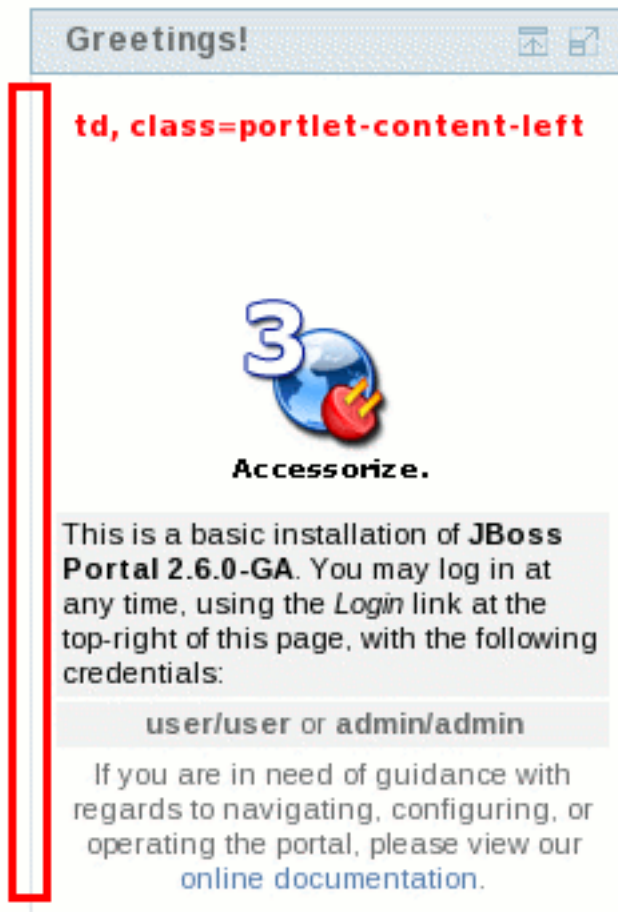 Greetings!
td, class=portlet-content-left
3
Accessorize.
This is a basic installation of JBoss
Portal 2.6.0-GA. You may log in at
any time, using the Login link at the
top-right of this page, with the following
credentials:
user/user or admin/admin
If you are in need of guidance with
regards to navigating, configuring, or
operating the portal, please view our
online documentation.